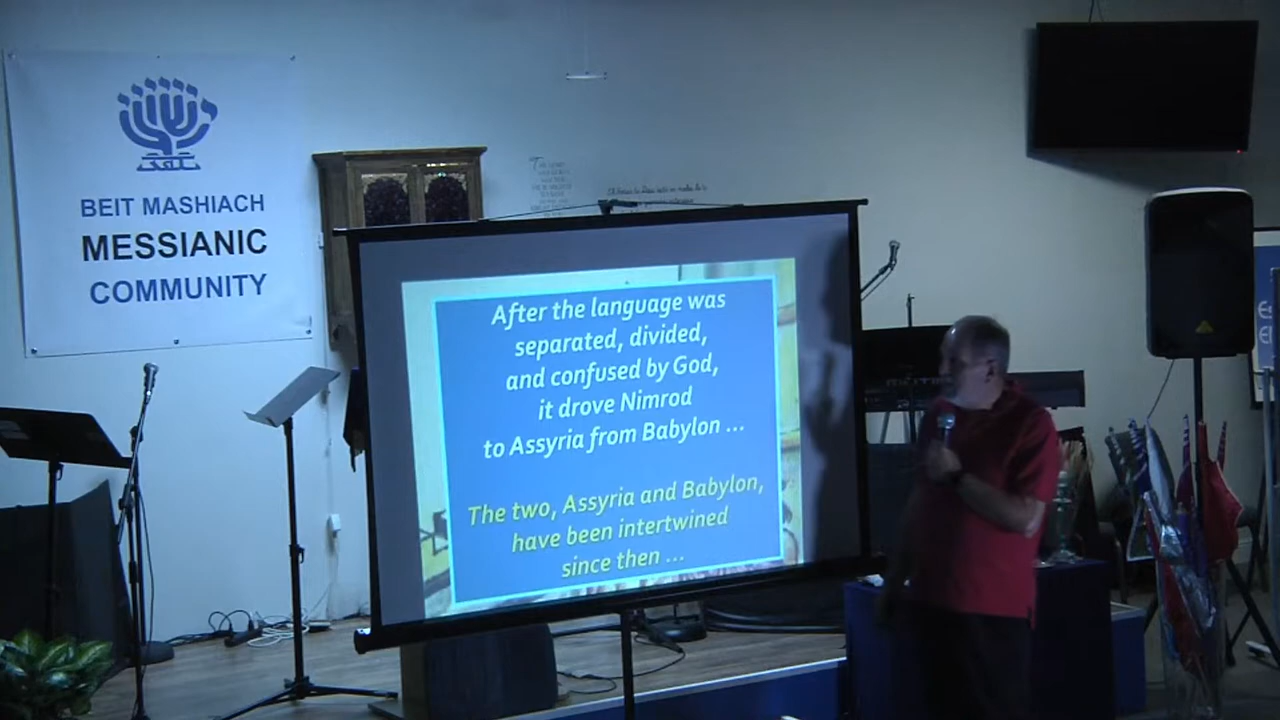 BEIT MASHIACH
MESSIANIC
COMMUNITY
After the language was
separated, divided,
and confused by God,
it drove Nimrod
to Assyria from Babylon ...
The two, Assyria and Babylon,
have been intertwined
since then ...